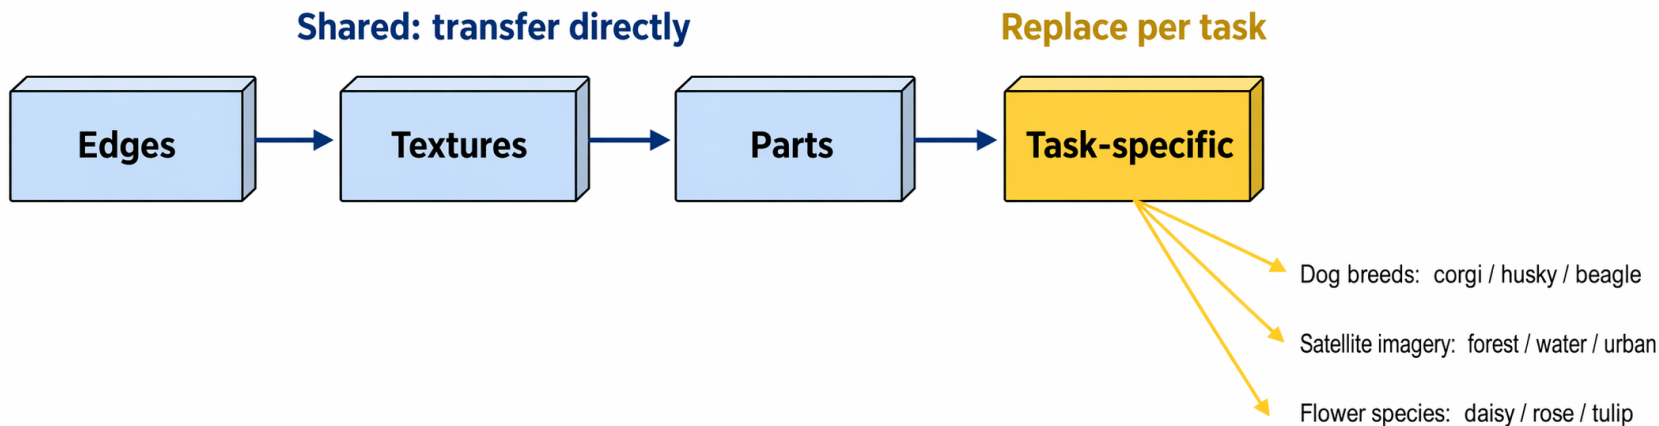 Shared: transfer directly
Replace per task
Edges
Textures
Parts
Task-specific
Dog breeds: corgi / husky / beagle
Satellite imagery: forest / water / urban
Flower species: daisy / rose / tulip